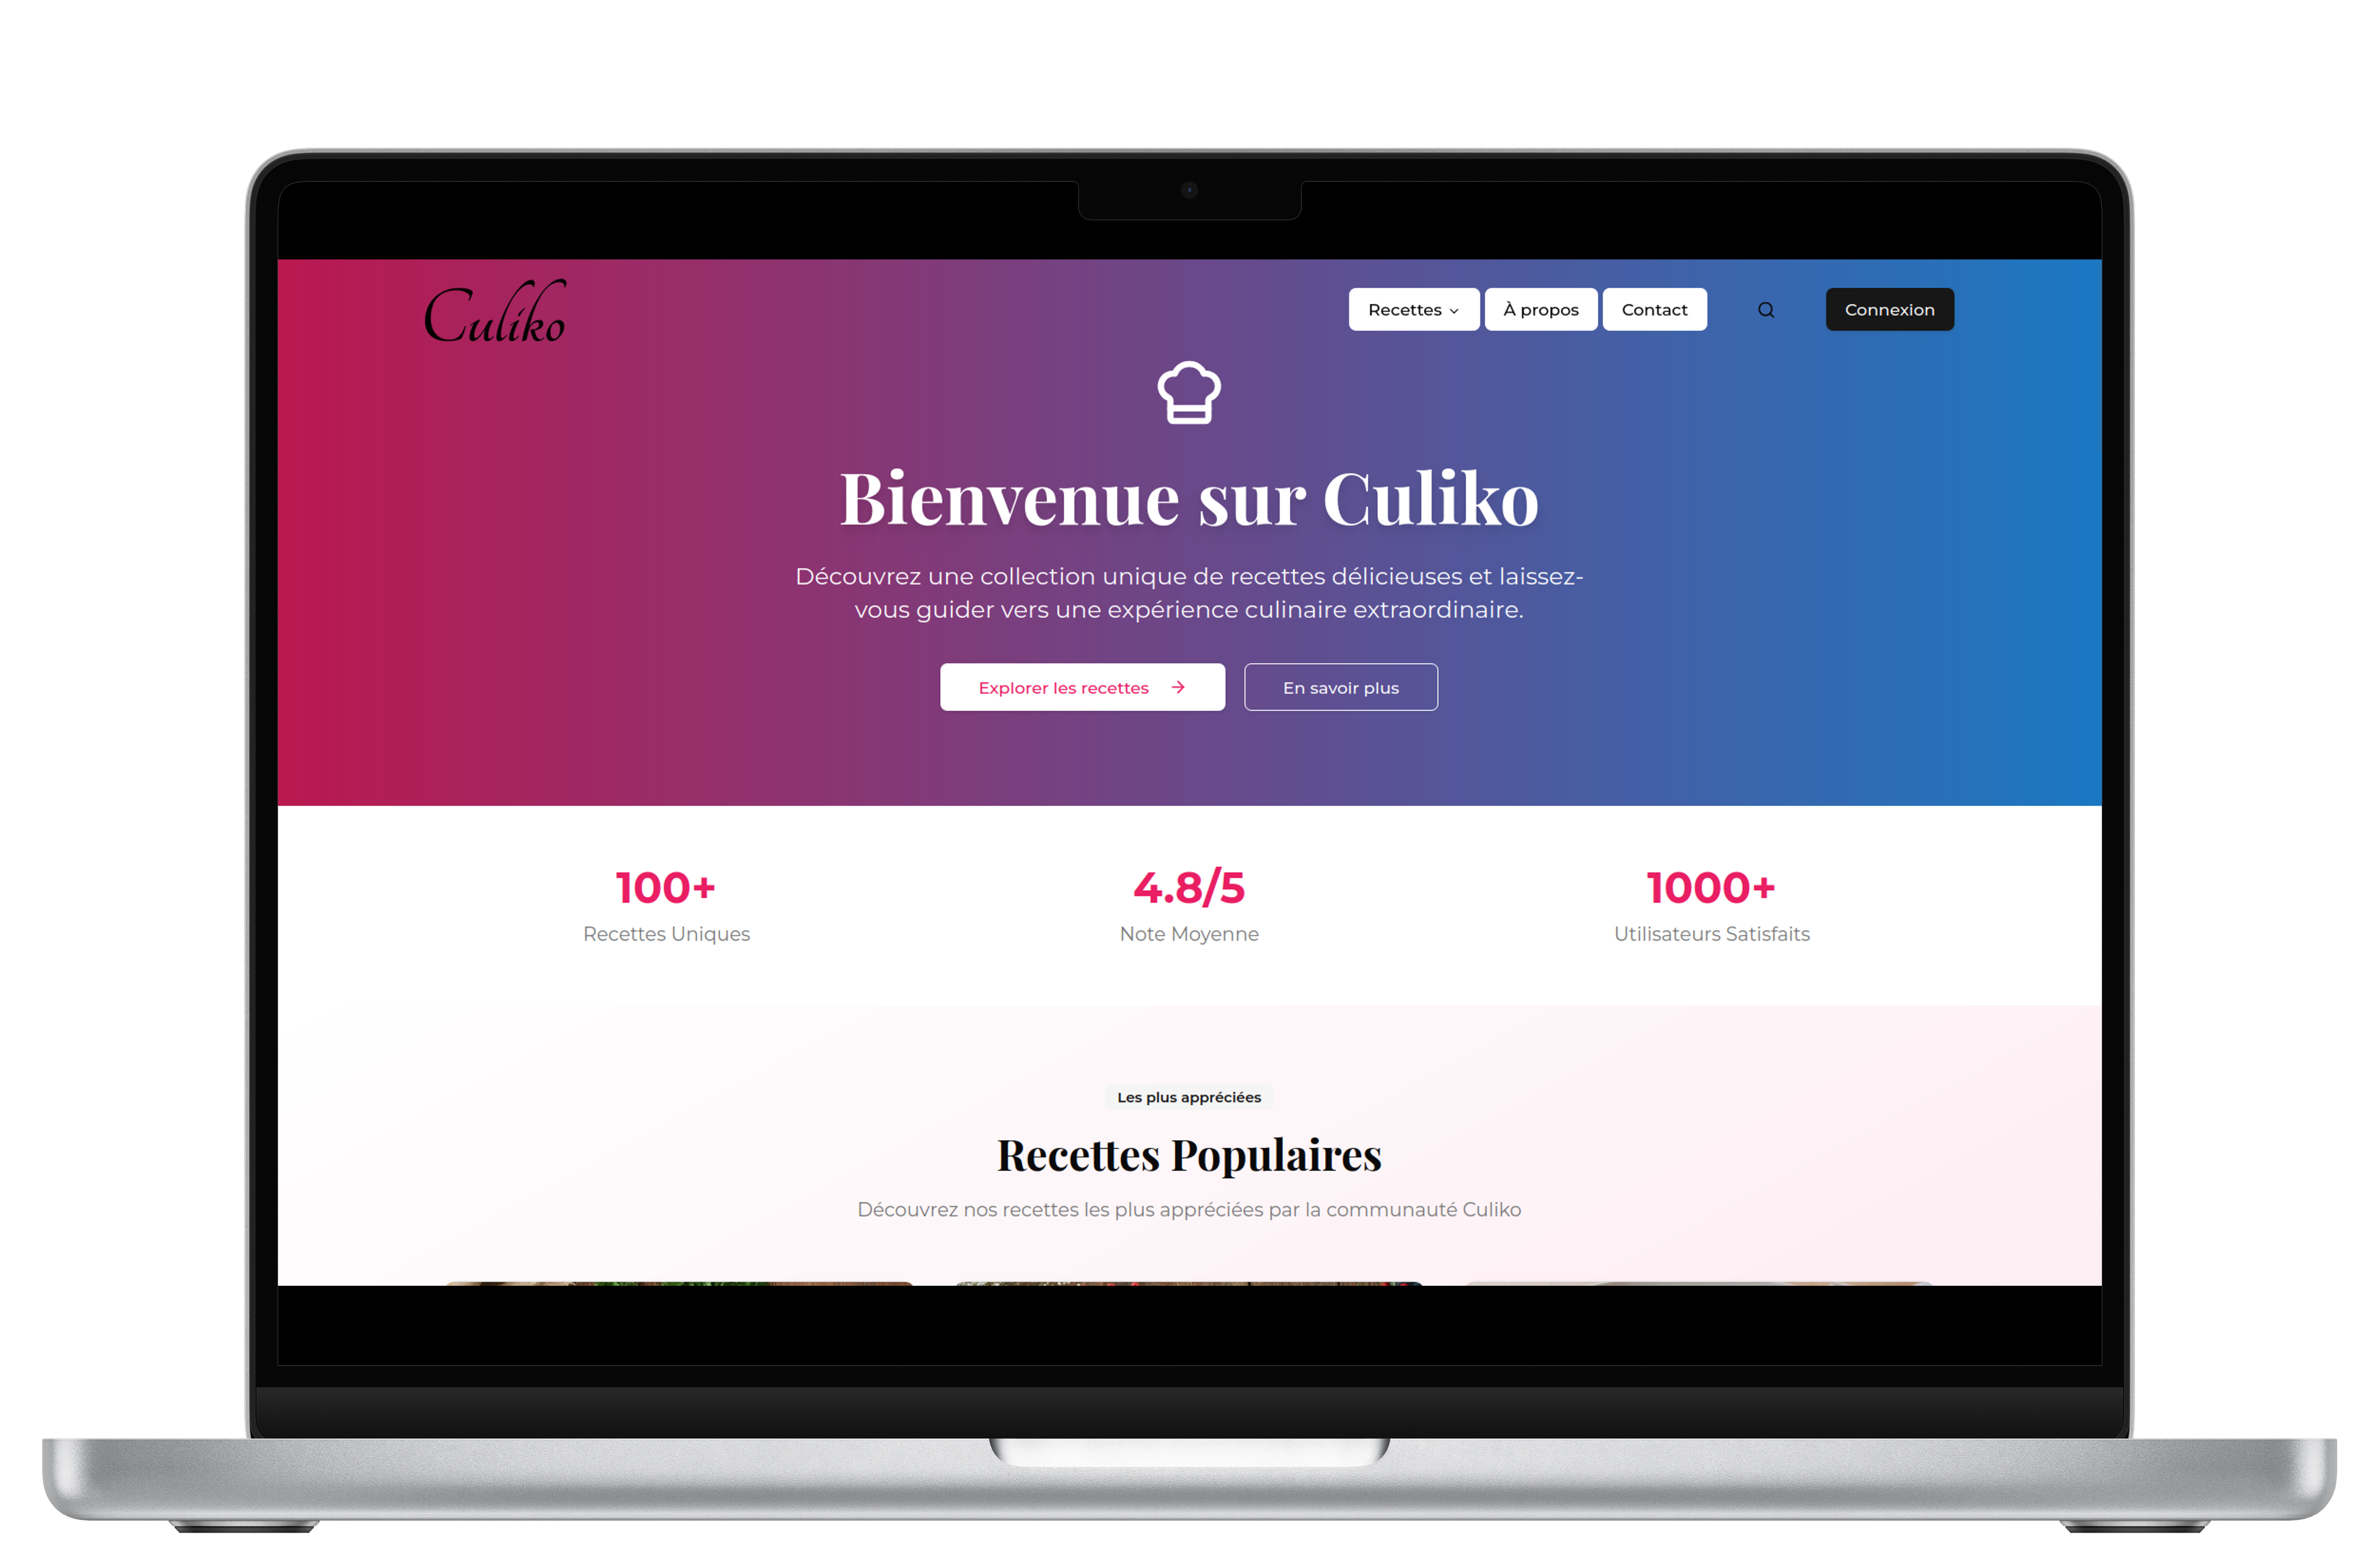 Culiko
Recettes
À propos
Contact
Connexion
Bienvenue sur Culiko
Découvrez une collection unique de recettes délicieuses et laissez-
vous guider vers une expérience culinaire extraordinaire.
Explorer les recettes
En savoir plus
100+
Recettes Uniques
4.8/5
Note Moyenne
1000+
Utilisateurs Satisfaits
Les plus appréciées
Recettes Populaires
Découvrez nos recettes les plus appréciées par la communauté Culiko